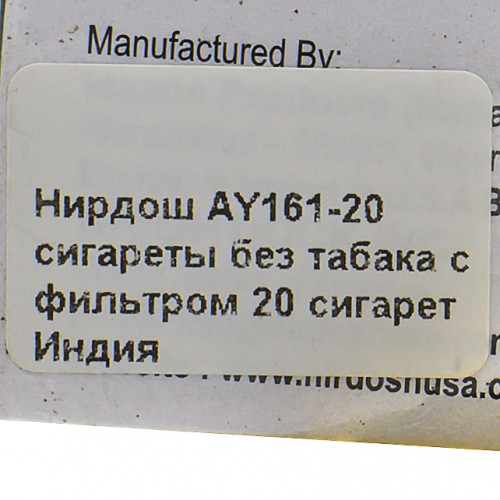 Manufactured By:
Нирдош AY161-20
сигареты без табака с
фильтром 20 сигарет
Индия
www.nirdoshusa.c